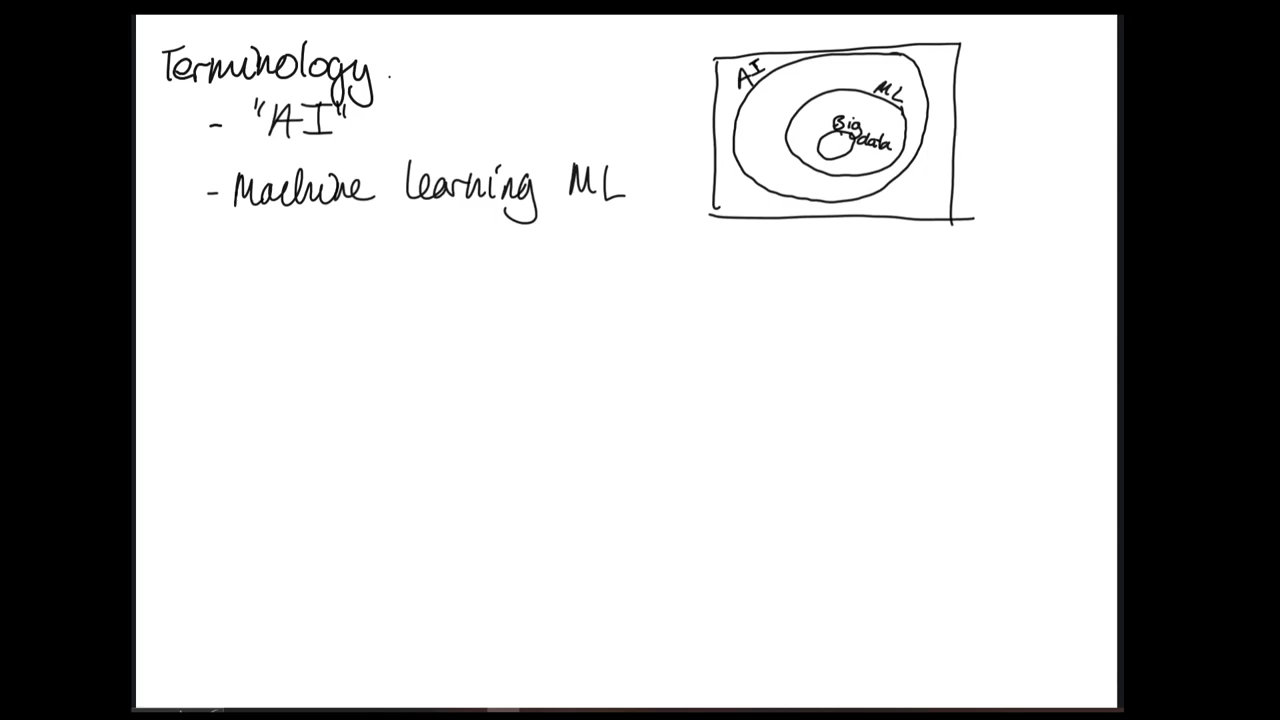 Terminology.
- "AI"
- Machine learning ML
AI
ML
Big
data